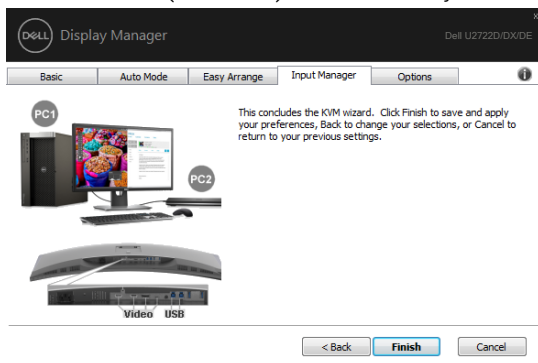 DELL Display Manager
Dell U2722D/DX/DE
Basic Auto Mode Easy Arrange Input Manager Options
PC1
This concludes the KVM wizard. Click Finish to save and apply
your preferences, Back to change your selections, or Cancel to
return to your previous settings.
PC2
Video USB
< Back Finish Cancel